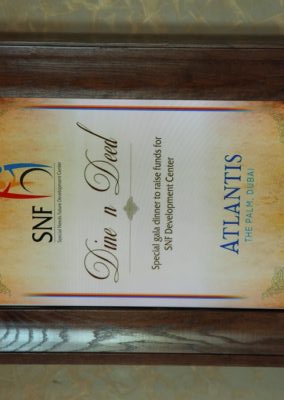 SNF
Special Needs Future Development Center
Dine n Deed
Special gala dinner to raise funds for
SNF Development Center
ATLANTIS
THE PALM, DUBAI